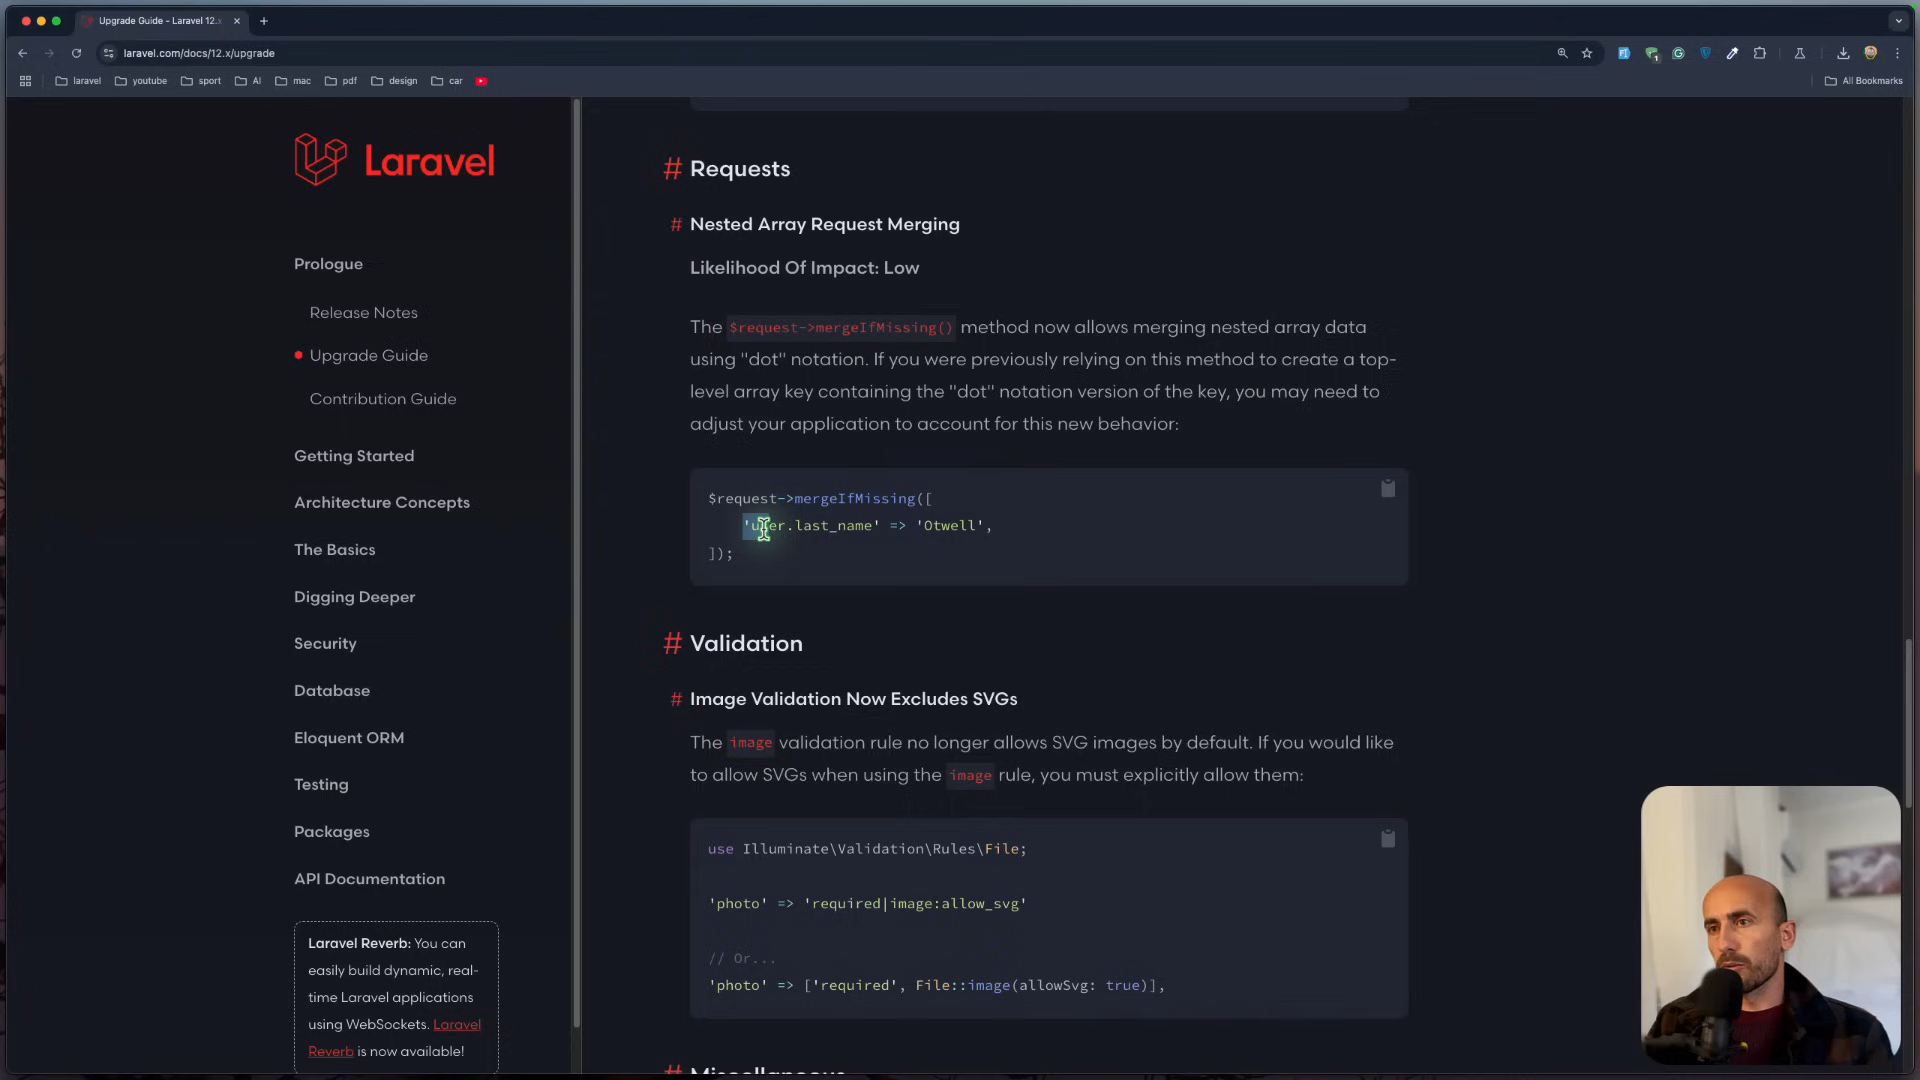 Upgrade Guide - Laravel 12.
laravel.com/docs/12.x/upgrade
laravel
youtube
sport
AI
mac
pdf
design
car
All Bookmarks
Laravel
Prologue
Release Notes
Upgrade Guide
Contribution Guide
Getting Started
Architecture Concepts
The Basics
Digging Deeper
Security
Database
Eloquent ORM
Testing
Packages
API Documentation
Laravel Reverb: You can
easily build dynamic, real-
time Laravel applications
using WebSockets. Laravel
Reverb is now available!
# Requests
# Nested Array Request Merging
Likelihood Of Impact: Low
The $request->mergeIfMissing() method now allows merging nested array data
using "dot" notation. If you were previously relying on this method to create a top-
level array key containing the "dot" notation version of the key, you may need to
adjust your application to account for this new behavior:
$request->mergeIfMissing([
'user.last_name' => 'Otwell',
]);
# Validation
# Image Validation Now Excludes SVGs
The image validation rule no longer allows SVG images by default. If you would like
to allow SVGs when using the image rule, you must explicitly allow them:
use Illuminate\Validation\Rules\File;
'photo' => 'required|image:allow_svg'
// Or...
'photo' => ['required', File::image(allowSvg: true)],
# Miscellaneous